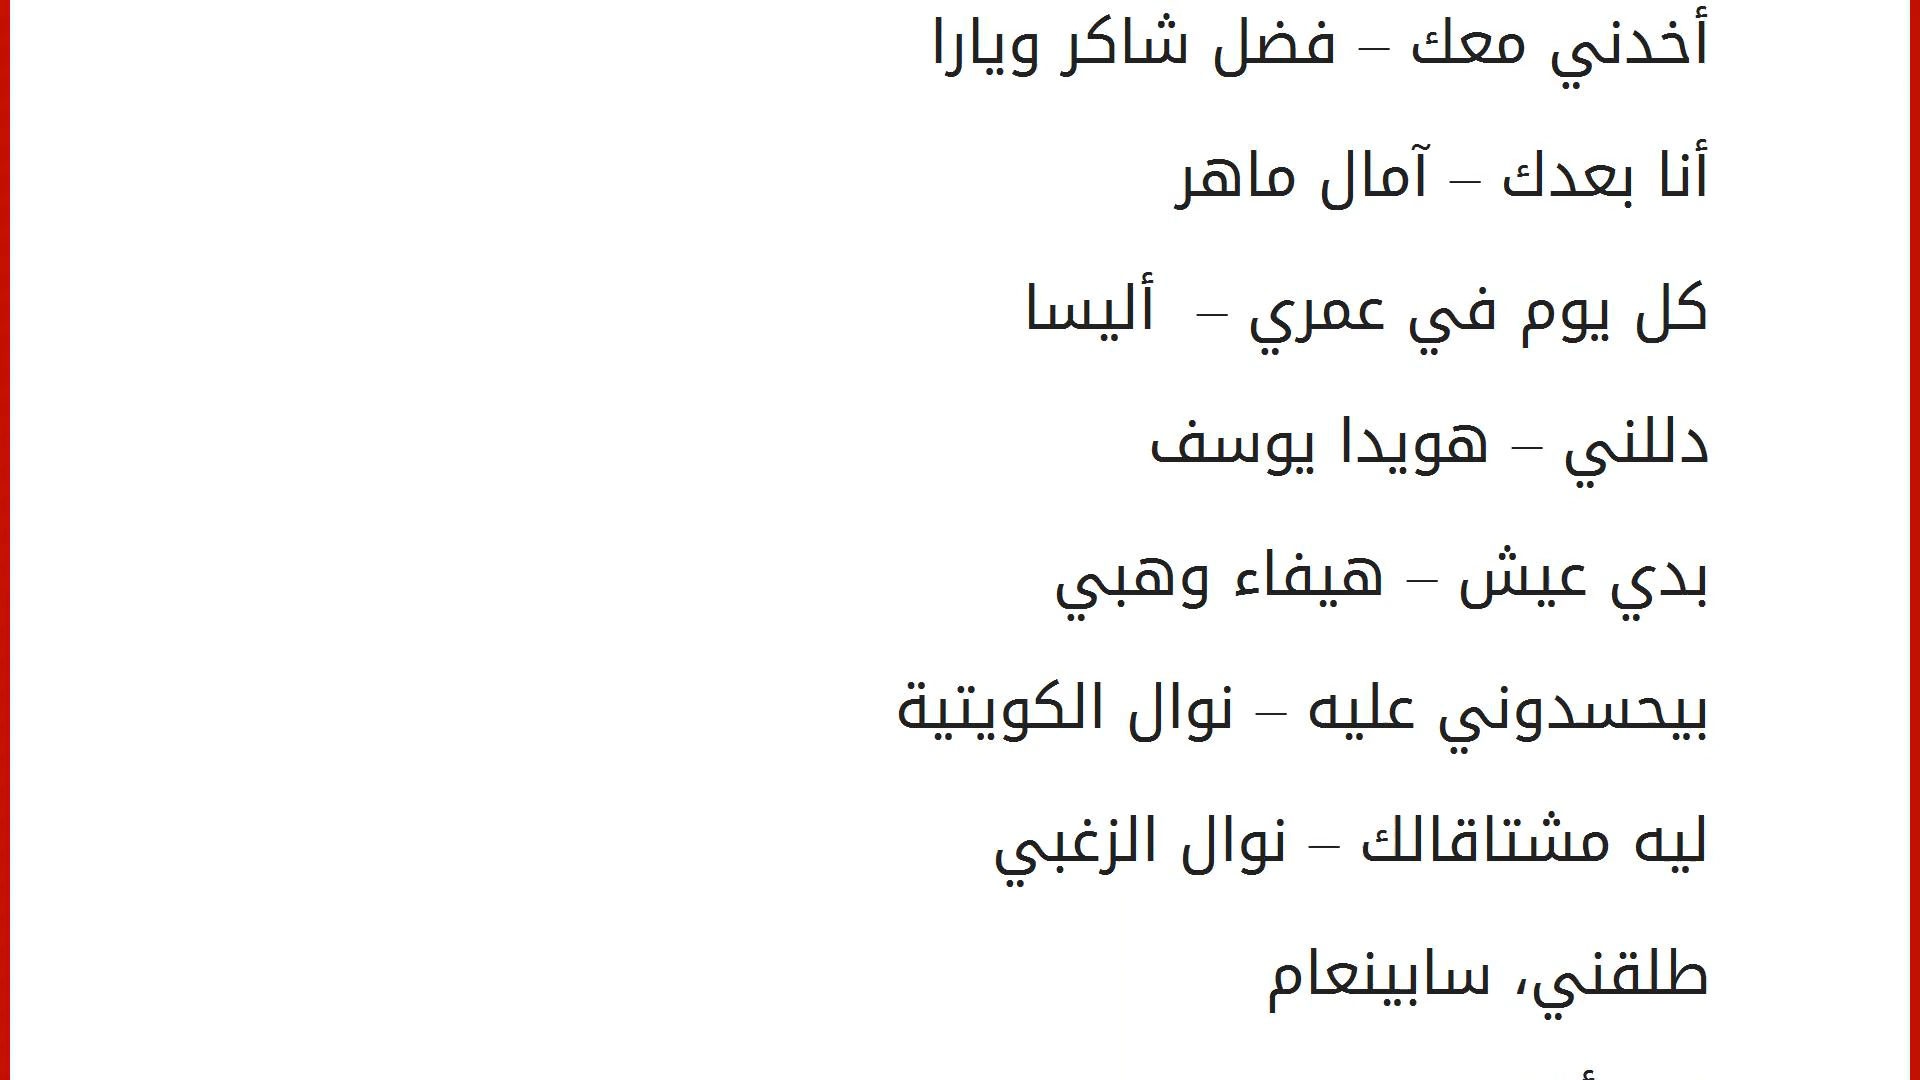 أخدني معك – فضل شاكر ويارا
أنا بعدك – آمال ماهر
كل يوم في عمري –  أليسا
دللني – هويدا يوسف
بدي عيش – هيفاء وهبي
بيحسدوني عليه – نوال الكويتية
ليه مشتاقالك – نوال الزغبي
طلقني، سابينعام